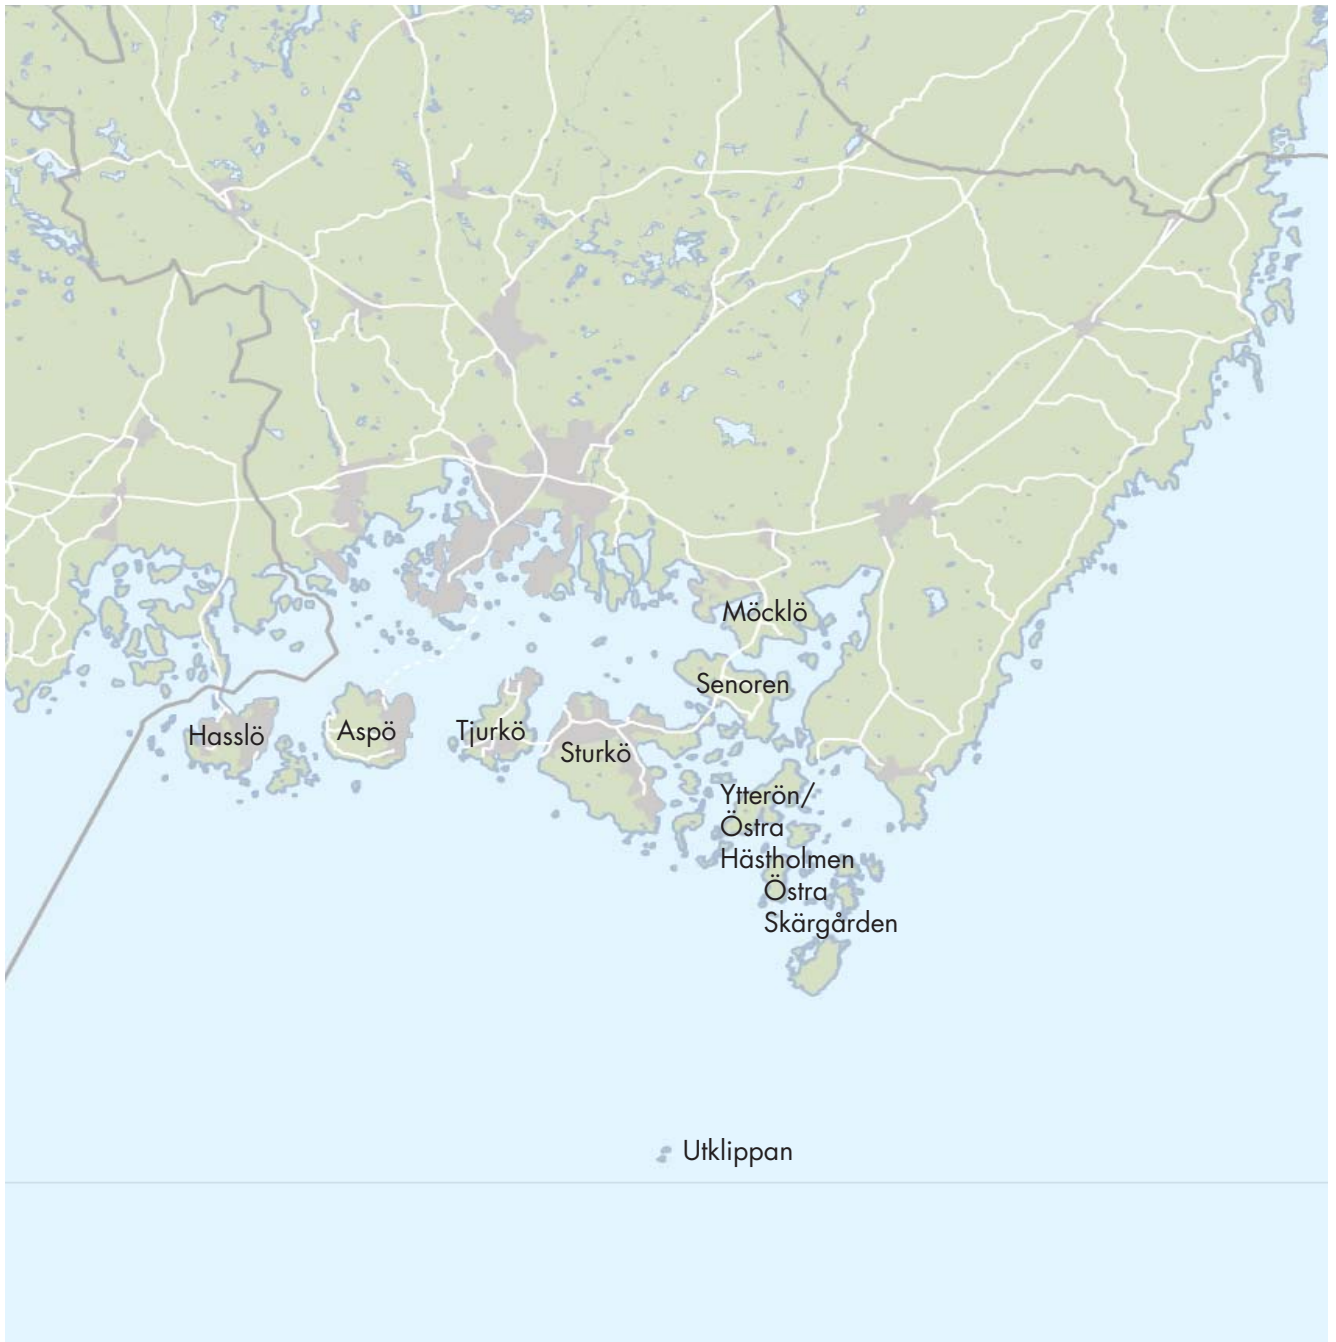 Möcklö
Senoren
Hasslö
Aspö
Tjurkö
Sturkö
Ytterön/
Östra
Hästholmen
Östra
Skärgården
Utklippan